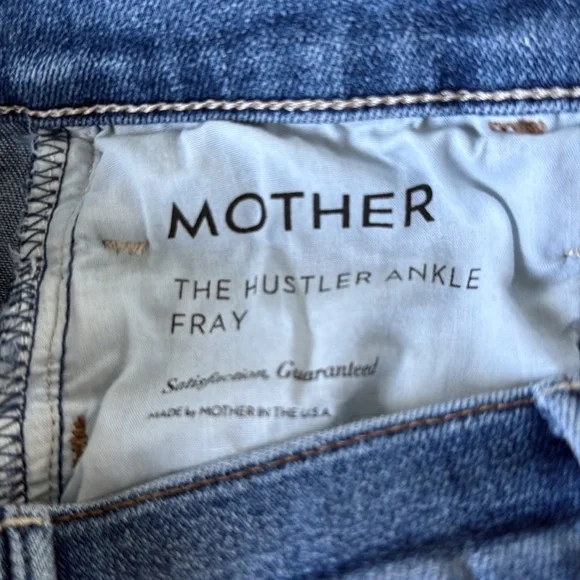 MOTHER
THE HUSTLER ANKLE
FRAY
Satisfaction, Guaranteed
MADE by MOTHER IN THE U.S.A.